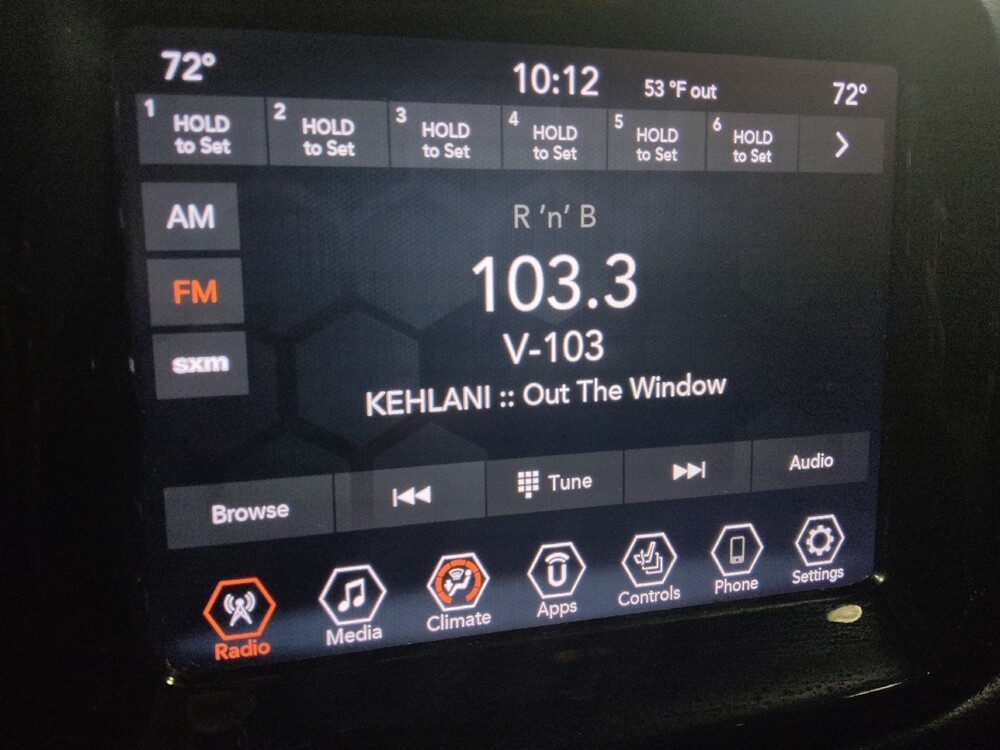 72° 10:12 53 °F out 72°
1 HOLD to Set
2 HOLD to Set
3 HOLD to Set
4 HOLD to Set
5 HOLD to Set
6 HOLD to Set
AM
FM
sxm
R 'n' B
103.3
V-103
KEHLANI :: Out The Window
Browse Tune Audio
Radio Media Climate Apps Controls Phone Settings